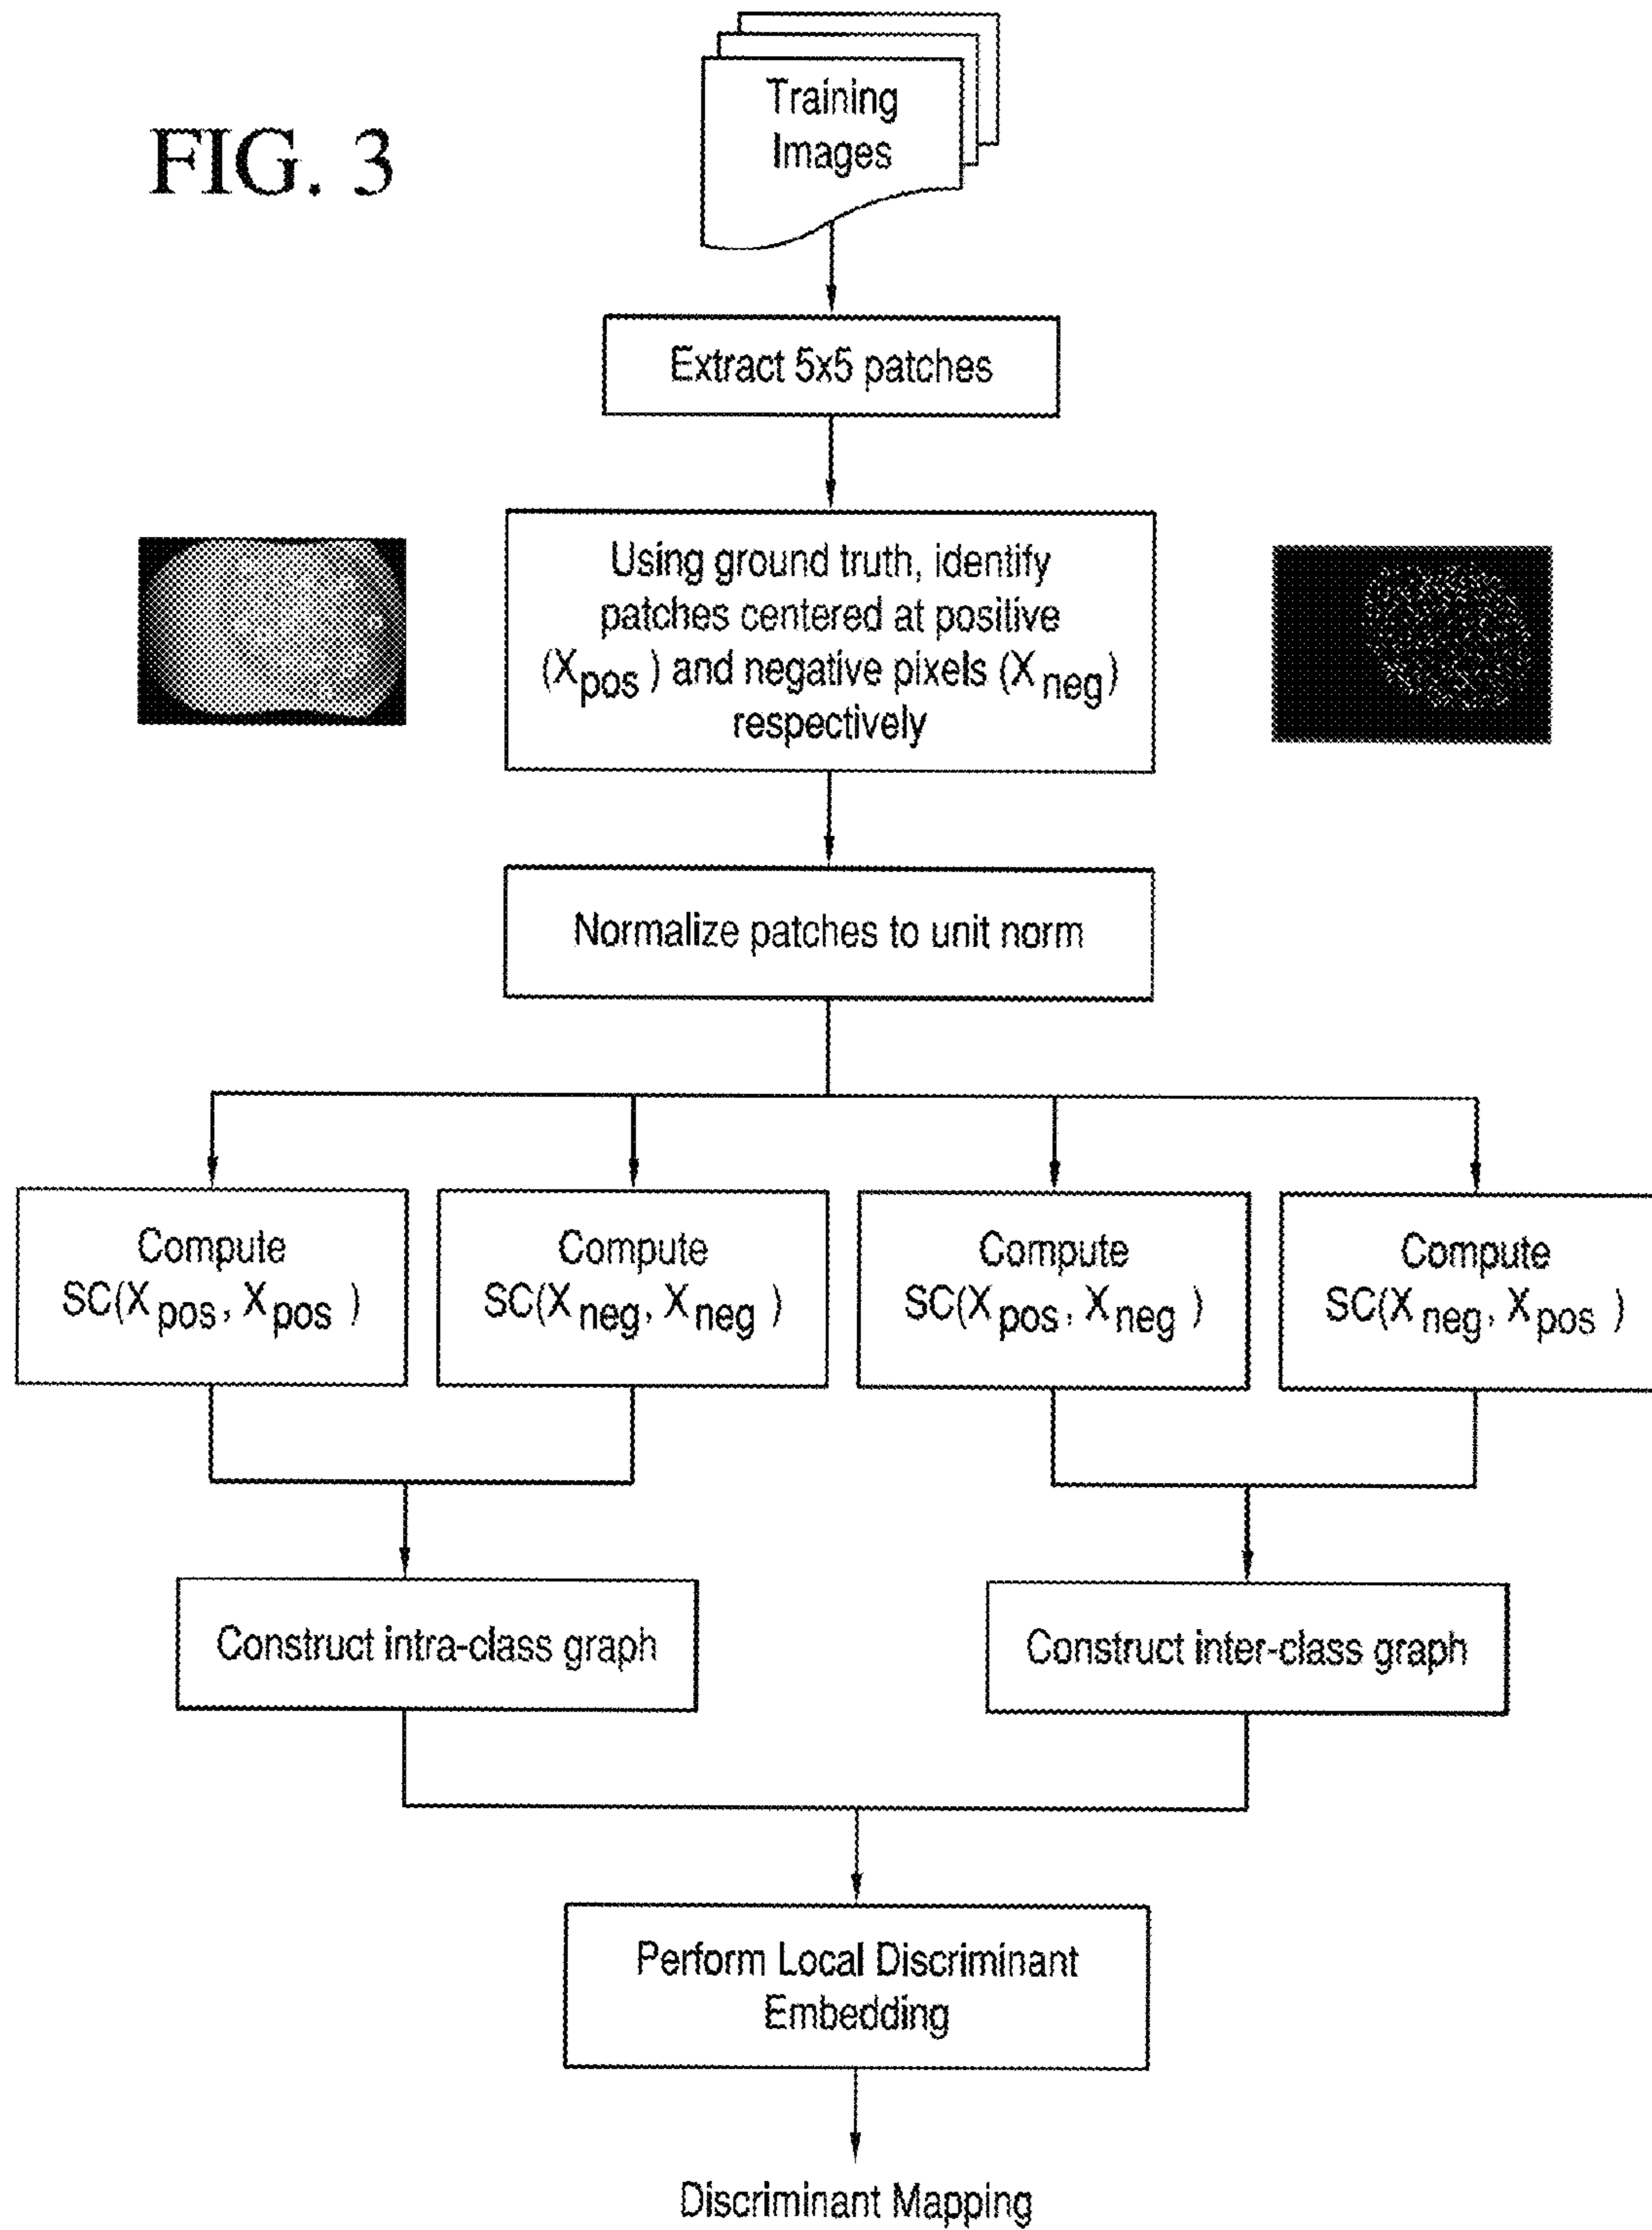 FIG. 3
Training
Images
Extract 5x5 patches
Using ground truth, identify
patches centered at positive
(Xpos ) and negative pixels (Xneg)
respectively
Normalize patches to unit norm
Compute
SC(Xpos, Xpos )
Compute
SC(Xneg, Xneg )
Compute
SC(Xpos, Xneg )
Compute
SC(Xneg, Xpos )
Construct intra-class graph
Construct inter-class graph
Perform Local Discriminant
Embedding
Discriminant Mapping